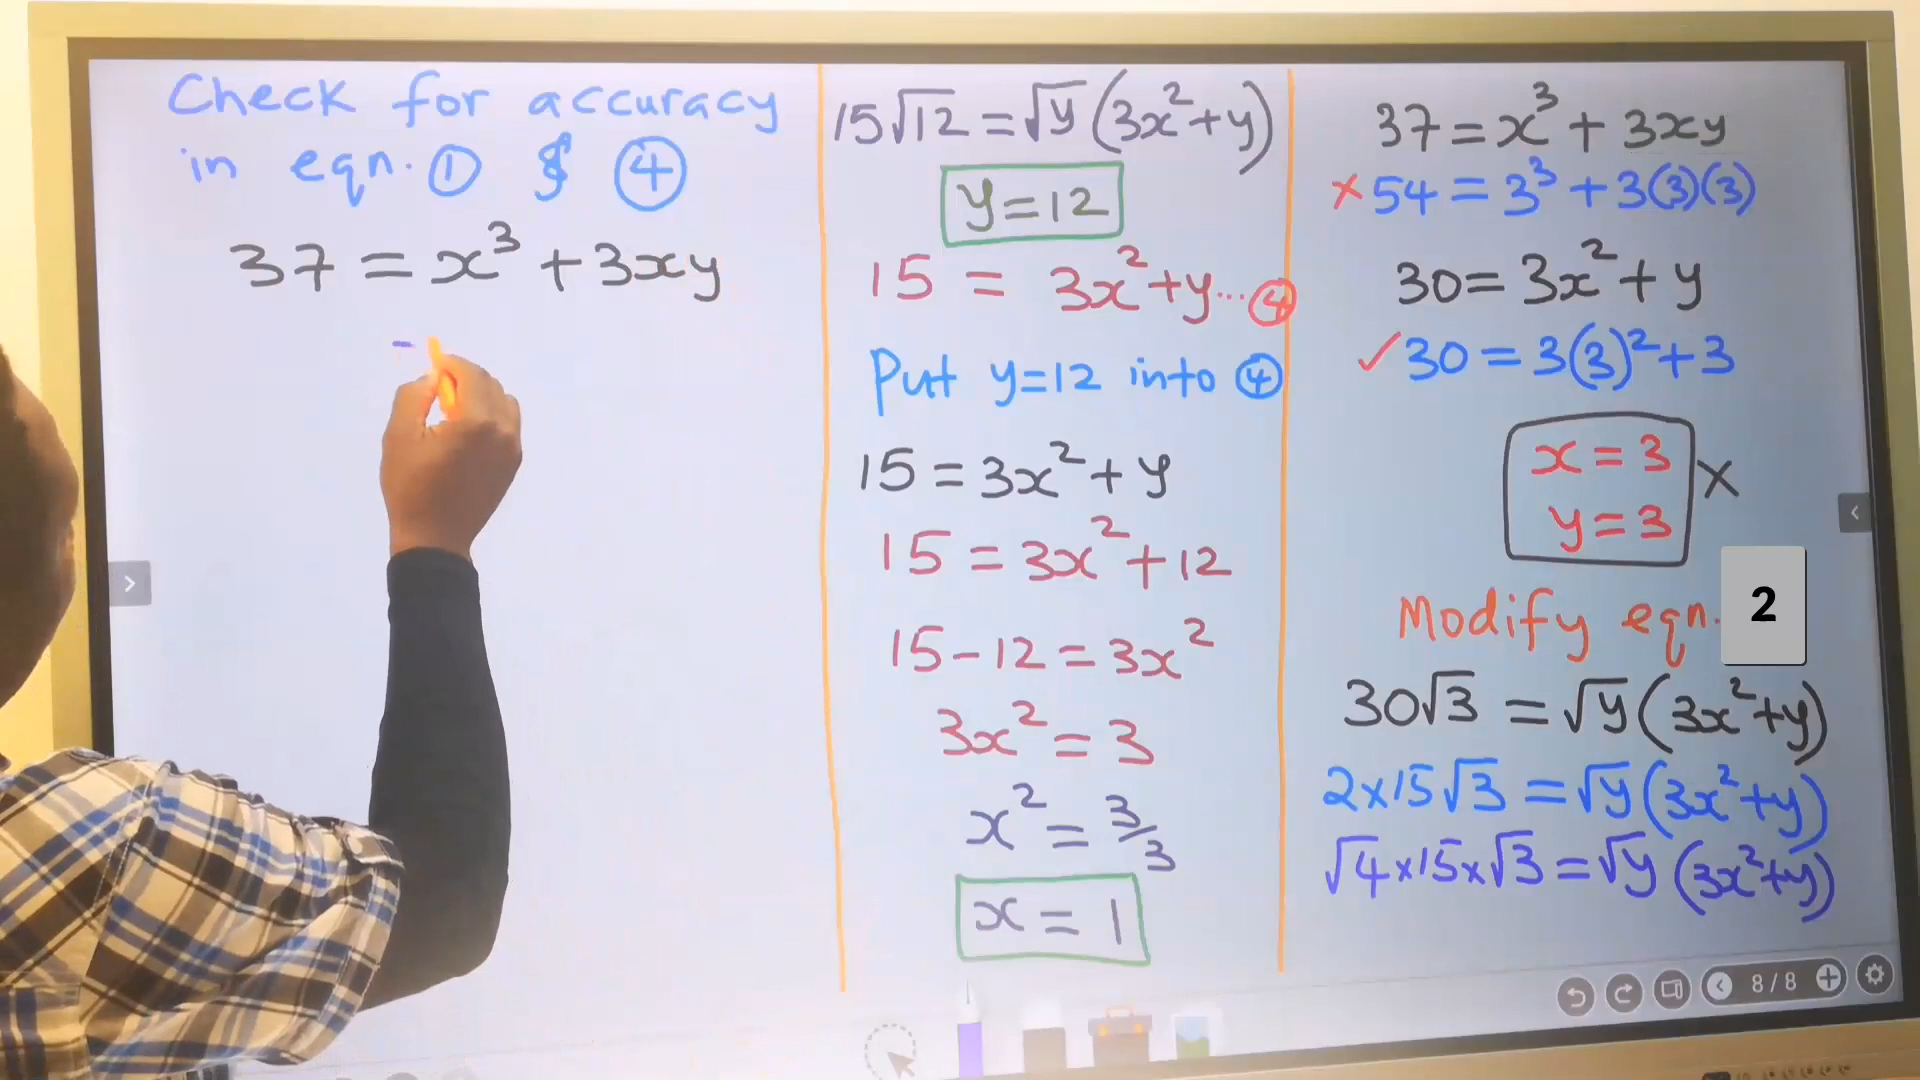 Check for accuracy
in eqn. ① & ④
37 = x³ + 3xy
15√12 = √y (3x² + y)
y = 12
15 = 3x² + y ... ④
Put y=12 into ④
15 = 3x² + y
15 = 3x² + 12
15 - 12 = 3x²
3x² = 3
x² = 3/3
x = 1
37 = x³ + 3xy
× 54 = 3³ + 3(3)(3)
30 = 3x² + y
✓ 30 = 3(3)² + 3
x = 3
y = 3
×
Modify eqn. 2
30√3 = √y (3x² + y)
2×15√3 = √y (3x² + y)
√4×15×√3 = √y (3x² + y)
8/8